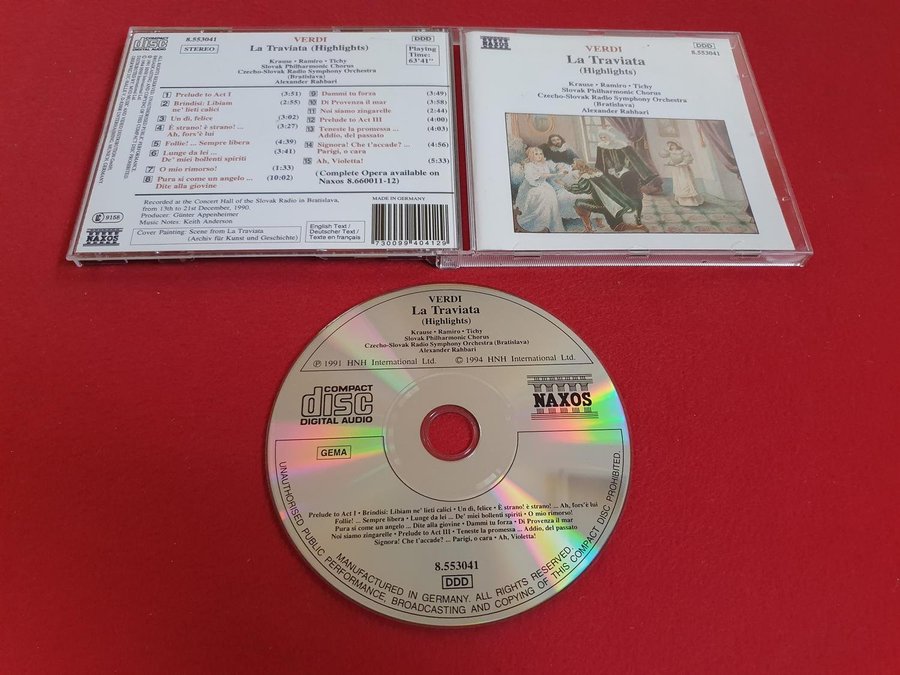 COMPACT
disc
DIGITAL AUDIO
8.553041
STEREO
VERDI
La Traviata (Highlights)
Krause • Ramiro • Tichy
Slovak Philharmonic Chorus
Czecho-Slovak Radio Symphony Orchestra
(Bratislava)
Alexander Rahbari
DDD
Playing
Time:
63'41"
1 Prelude to Act I (3:51)
2 Brindisi: Libiam (2:55)
ne' lieti calici
3 Un dì, felice (3:02)
4 È strano! è strano! ... (3:27)
Ah, fors'è lui
5 Follie! ... Sempre libera (4:39)
6 Lunge da lei ... (3:41)
De' miei bollenti spiriti
7 O mio rimorso! (1:33)
8 Pura sì come un angelo ... (10:02)
Dite alla giovine
9 Dammi tu forza (3:49)
10 Di Provenza il mar (3:58)
11 Noi siamo zingarelle (2:44)
12 Prelude to Act III (4:00)
13 Teneste la promessa ... (4:03)
Addio, del passato
14 Signora! Che t'accade? ... (4:56)
Parigi, o cara
15 Ah, Violetta! (5:33)
(Complete Opera available on
Naxos 8.660011-12)
9158
Recorded at the Concert Hall of the Slovak Radio in Bratislava,
from 13th to 21st December, 1990.
Producer: Günter Appenheimer
Music Notes: Keith Anderson
NAXOS
Cover Painting: Scene from La Traviata
(Archiv für Kunst und Geschichte)
English Text /
Deutscher Text /
Texte en français
MADE IN GERMANY
730099404129
NAXOS
VERDI
La Traviata
(Highlights)
DDD
8.553041
Krause • Ramiro • Tichy
Slovak Philharmonic Chorus
Czecho-Slovak Radio Symphony Orchestra
(Bratislava)
Alexander Rahbari
VERDI
La Traviata
(Highlights)
Krause • Ramiro • Tichy
Slovak Philharmonic Chorus
Czecho-Slovak Radio Symphony Orchestra (Bratislava)
Alexander Rahbari
℗ 1991 HNH International Ltd. © 1994 HNH International Ltd.
COMPACT
disc
DIGITAL AUDIO
NAXOS
GEMA
Prelude to Act I • Brindisi: Libiam ne' lieti calici • Un dì, felice • È strano! è strano! ... Ah, fors'è lui
Follie! ... Sempre libera • Lunge da lei ... De' miei bollenti spiriti • O mio rimorso!
Pura sì come un angelo ... Dite alla giovine • Dammi tu forza • Di Provenza il mar
Noi siamo zingarelle • Prelude to Act III • Teneste la promessa ... Addio, del passato
Signora! Che t'accade? ... Parigi, o cara • Ah, Violetta!
8.553041
DDD
MANUFACTURED IN GERMANY. ALL RIGHTS RESERVED
UNAUTHORISED PUBLIC PERFORMANCE, BROADCASTING AND COPYING OF THIS COMPACT DISC PROHIBITED.